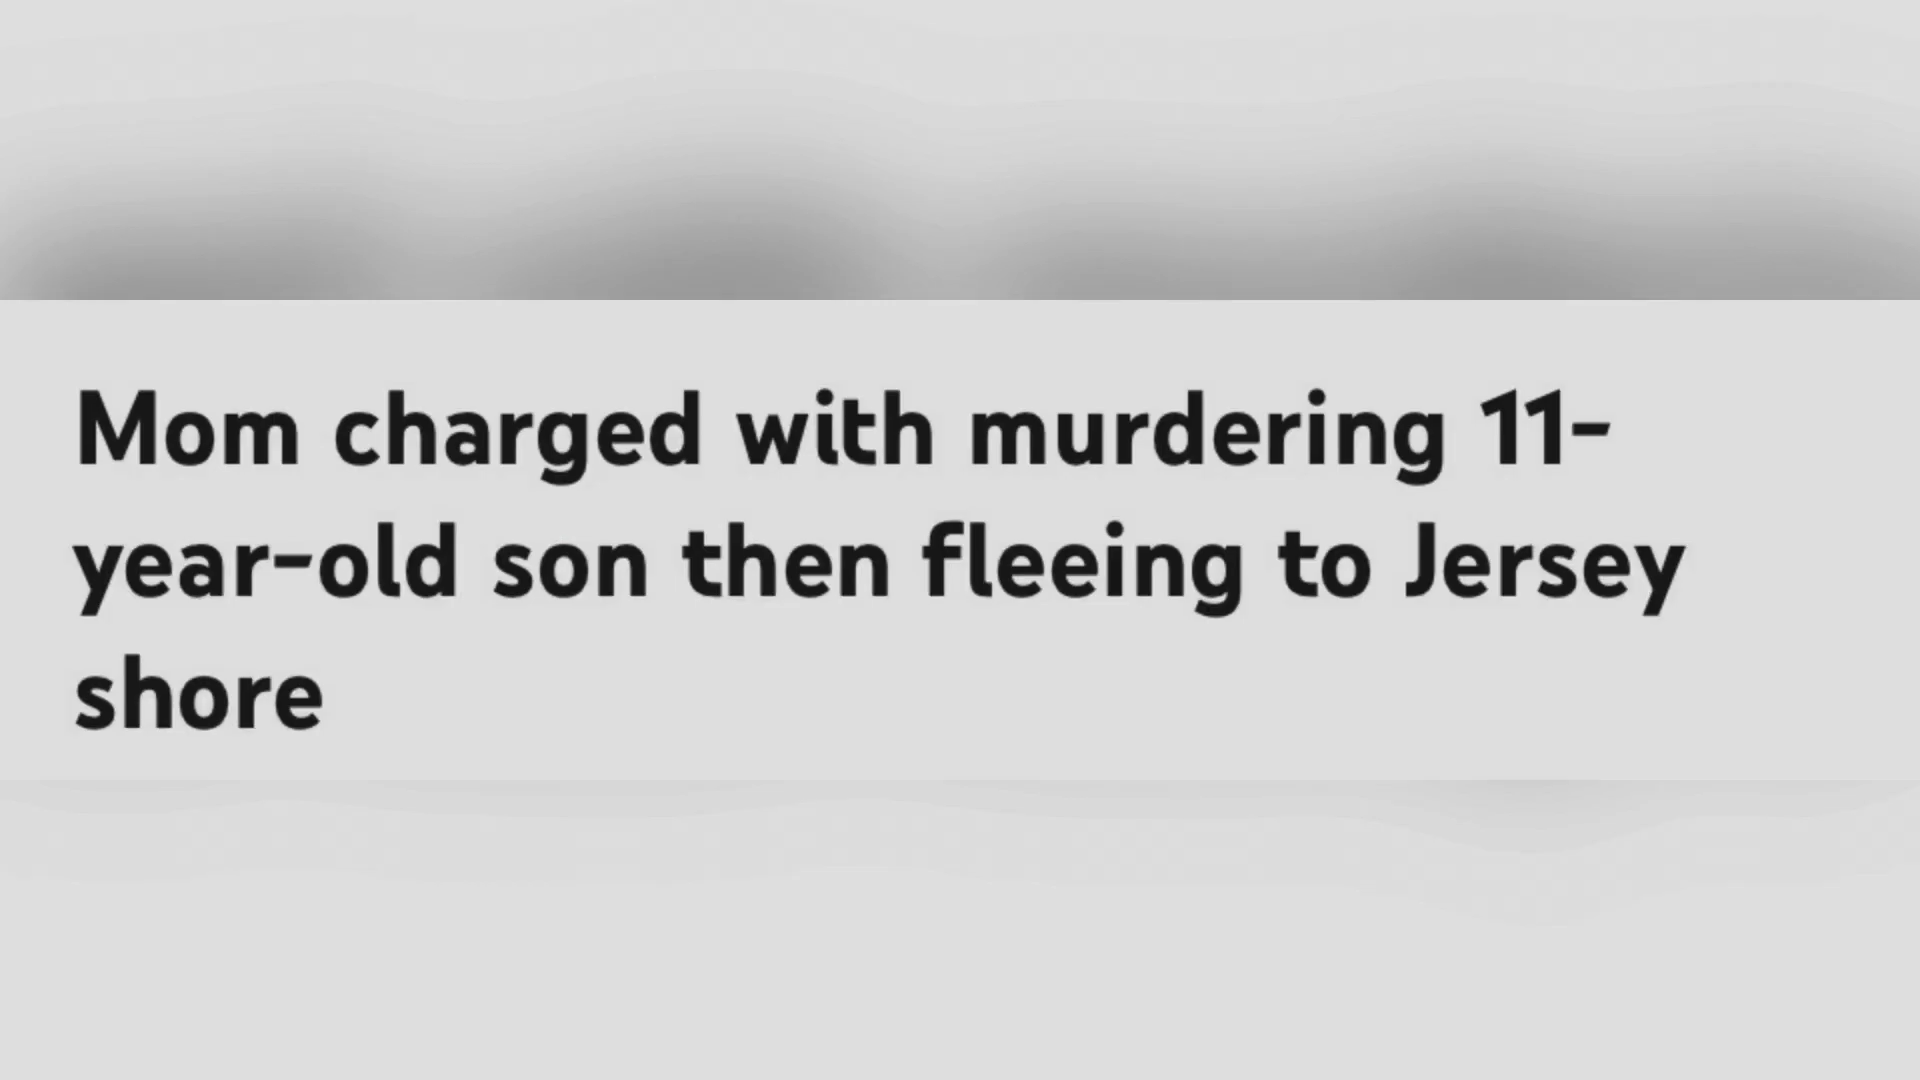 Mom charged with murdering 11-
year-old son then fleeing to Jersey
shore